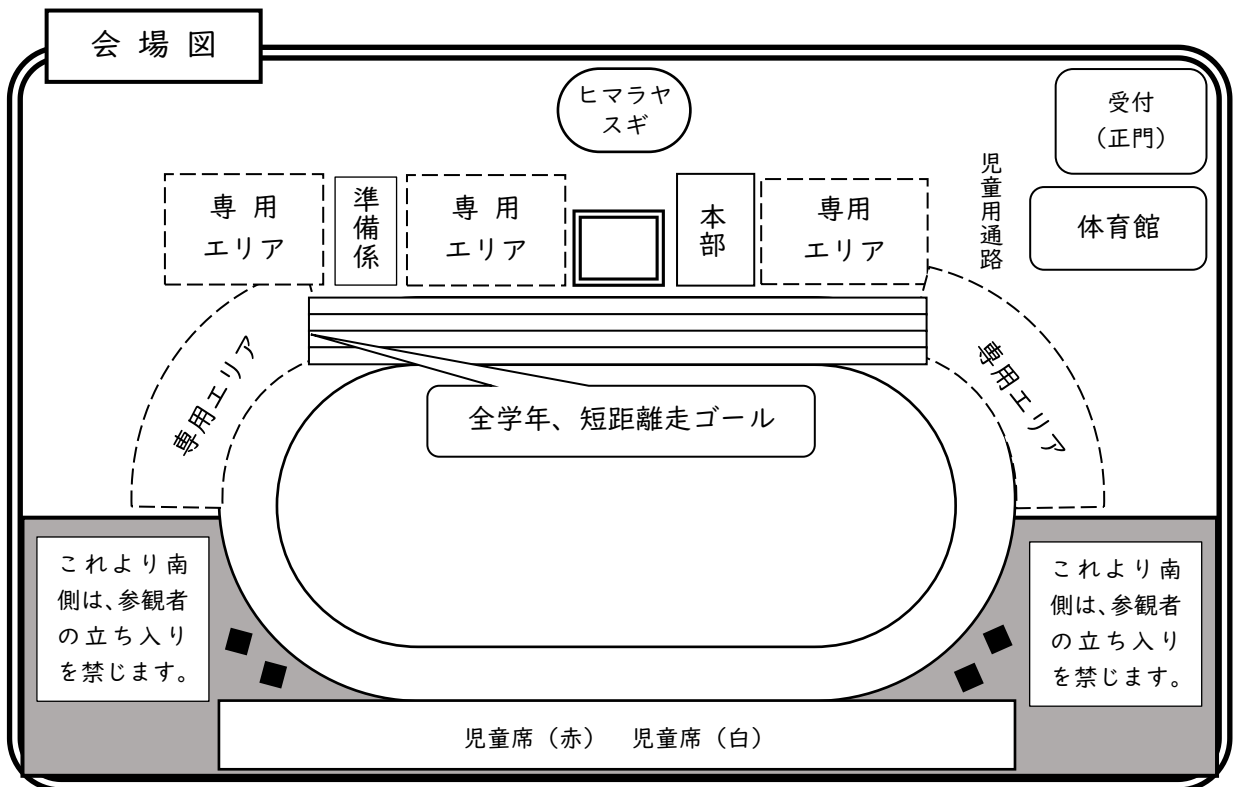 会場図
ヒマラヤ
スギ
受付
(正門)
児童用通路
体育館
専用
エリア
準備係
専用
エリア
本部
専用
エリア
専用エリア
専用エリア
全学年、短距離走ゴール
これより南
側は、参観者
の立ち入り
を禁じます。
これより南
側は、参観者
の立ち入り
を禁じます。
児童席(赤) 児童席(白)